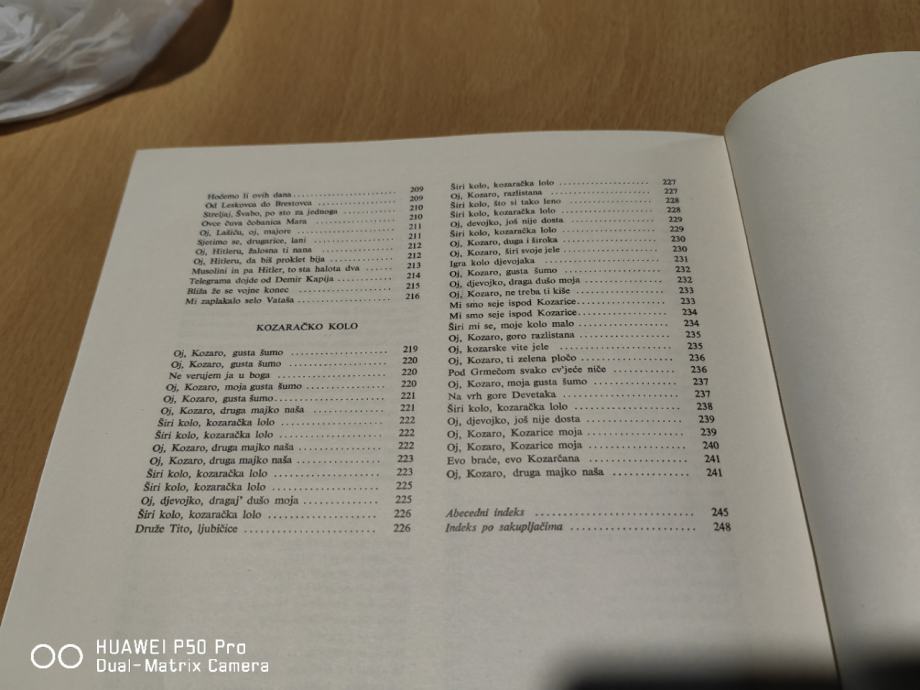 Hoćemo li ovih dana ........................ 209
Od Leskovca do Brestovca ................... 209
Streljaj, Švabo, po sto za jednoga ............ 210
Ovce čuva čobanica Mara ................... 210
Oj, Lašiću, oj, majore ....................... 211
Sjetimo se, drugarice, lani .................... 211
Oj, Hitleru, žalosna ti nana ................... 212
Oj, Hitleru, da biš proklet bija ................ 212
Musolini in pa Hitler, to sta halota dva ...... 213
Telegrama dojde od Demir Kapija ............ 214
Bliža že se vojne konec ..................... 215
Mi zaplakalo selo Vataša .................... 216
KOZARAČKO KOLO
Oj, Kozaro, gusta šumo ..................... 219
Oj, Kozaro, gusta šumo ..................... 220
Ne verujem ja u boga ....................... 220
Oj, Kozaro, moja gusta šumo ................ 220
Oj, Kozaro, gusta šumo ..................... 221
Oj, Kozaro, druga majko naša ............... 221
Širi kolo, kozaračka lolo .................... 222
Širi kolo, kozaračka lolo .................... 222
Oj, Kozaro, druga majko naša ............... 222
Oj, Kozaro, druga majko naša ............... 223
Širi kolo, kozaračka lolo .................... 223
Širi kolo, kozaračka lolo .................... 225
Oj, djevojko, dragaj' dušo moja .............. 225
Širi kolo, kozaračka lolo .................... 226
Druže Tito, ljubičice ........................ 226
Širi kolo, kozaračka lolo .................... 227
Oj, Kozaro, razlistana ....................... 227
Širi kolo, što si tako leno .................... 228
Širi kolo, kozaračka lolo .................... 228
Oj, devojko, još nije dosta ................... 229
Širi kolo, kozaračka lolo .................... 229
Oj, Kozaro, duga i široka .................... 230
Oj, Kozaro, širi svoje jele .................... 230
Igra kolo djevojaka ......................... 231
Oj, Kozaro, gusta šumo ..................... 232
Oj, djevojko, draga dušo moja ............... 232
Oj, Kozaro, ne treba ti kiše .................. 233
Mi smo seje ispod Kozarice .................. 233
Mi smo seje ispod Kozarice .................. 234
Širi mi se, moje kolo malo ................... 234
Oj, Kozaro, goro razlistana .................. 235
Oj, kozarske vite jele ....................... 235
Oj, Kozaro, ti zelena pločo .................. 236
Pod Grmečom svako cv'jeće niče ............. 236
Oj, Kozaro, moja gusta šumo ................ 237
Na vrh gore Devetaka ...................... 237
Širi kolo, kozaračka lolo .................... 238
Oj, djevojko, još nije dosta .................. 239
Oj, Kozaro, Kozarice moja .................. 239
Oj, Kozaro, Kozarice moja .................. 240
Evo braće, evo Kozarčana ................... 241
Oj, Kozaro, druga majko naša ............... 241
Abecedni indeks ............................ 245
Indeks po sakupljačima ..................... 248
HUAWEI P50 Pro
Dual-Matrix Camera